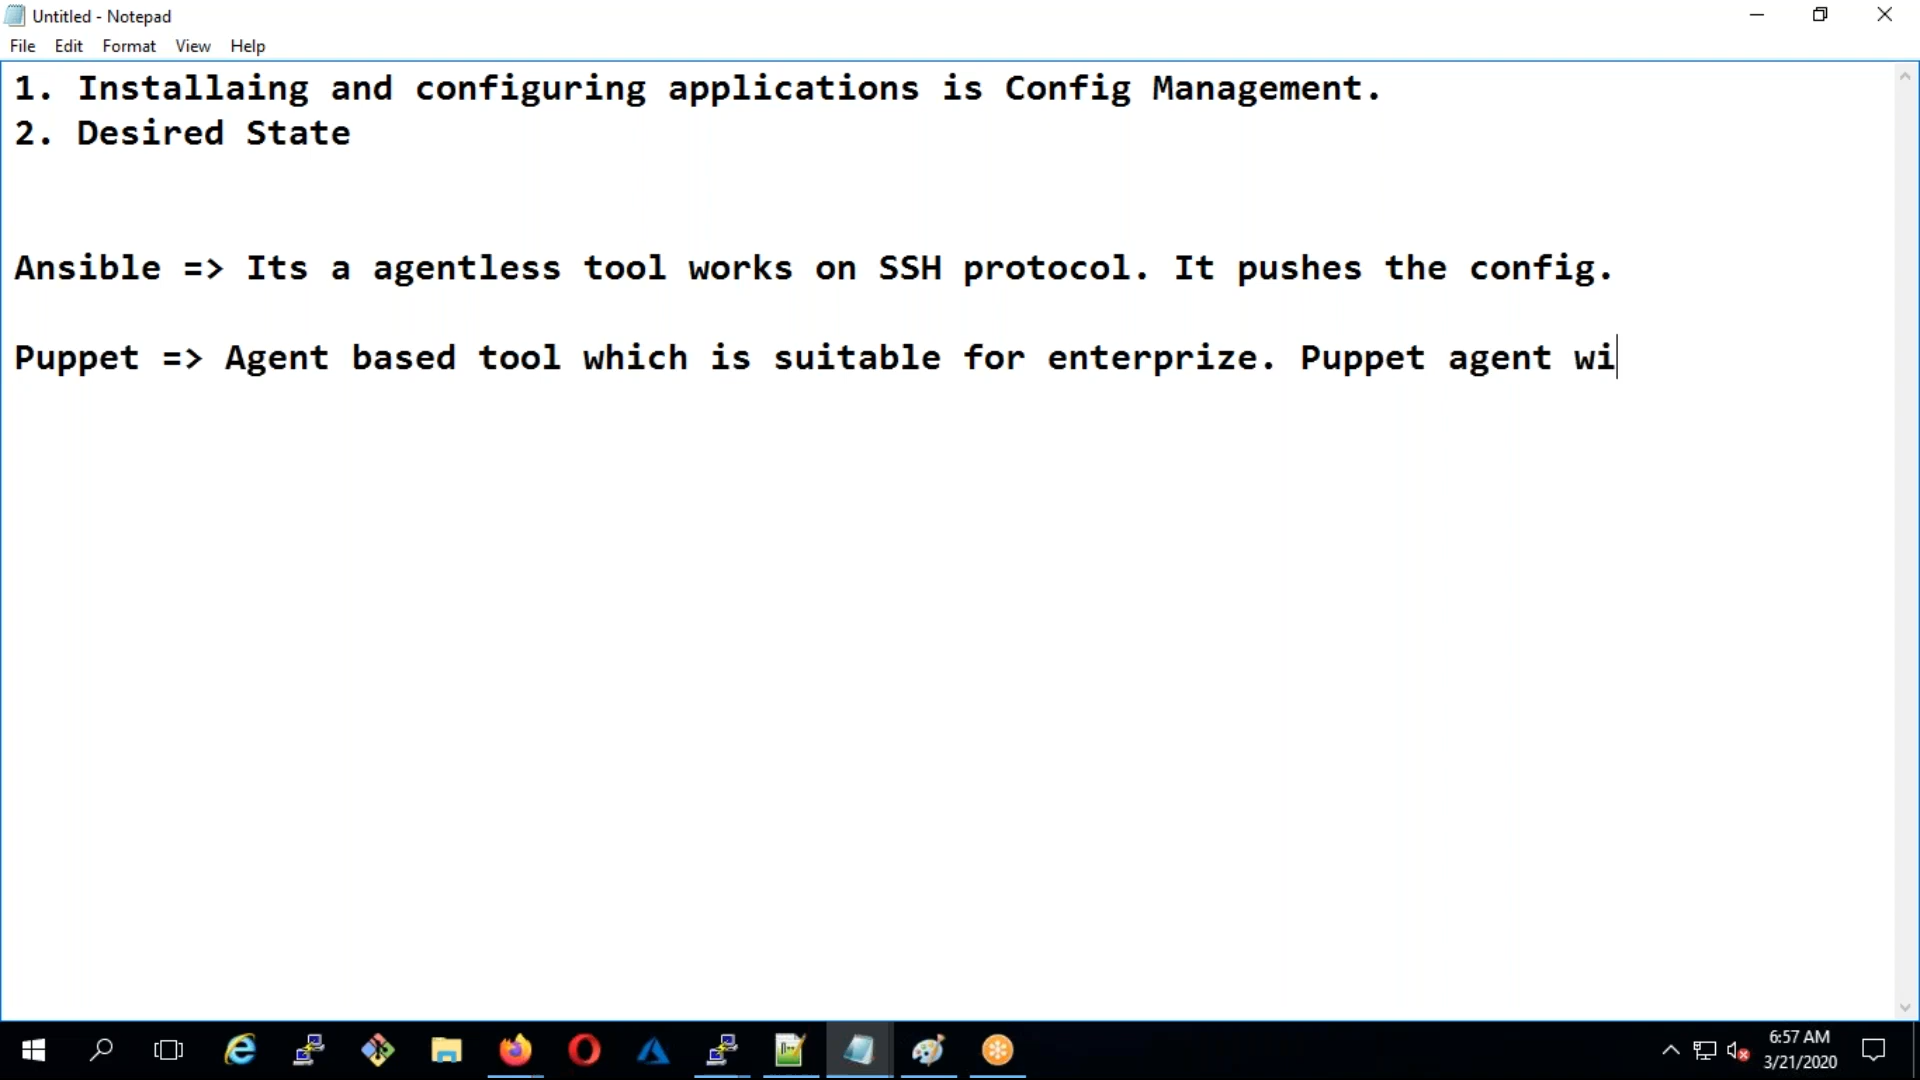 Untitled - Notepad
File Edit Format View Help
1. Installaing and configuring applications is Config Management.
2. Desired State
Ansible => Its a agentless tool works on SSH protocol. It pushes the config.
Puppet => Agent based tool which is suitable for enterprize. Puppet agent wi
6:57 AM
3/21/2020